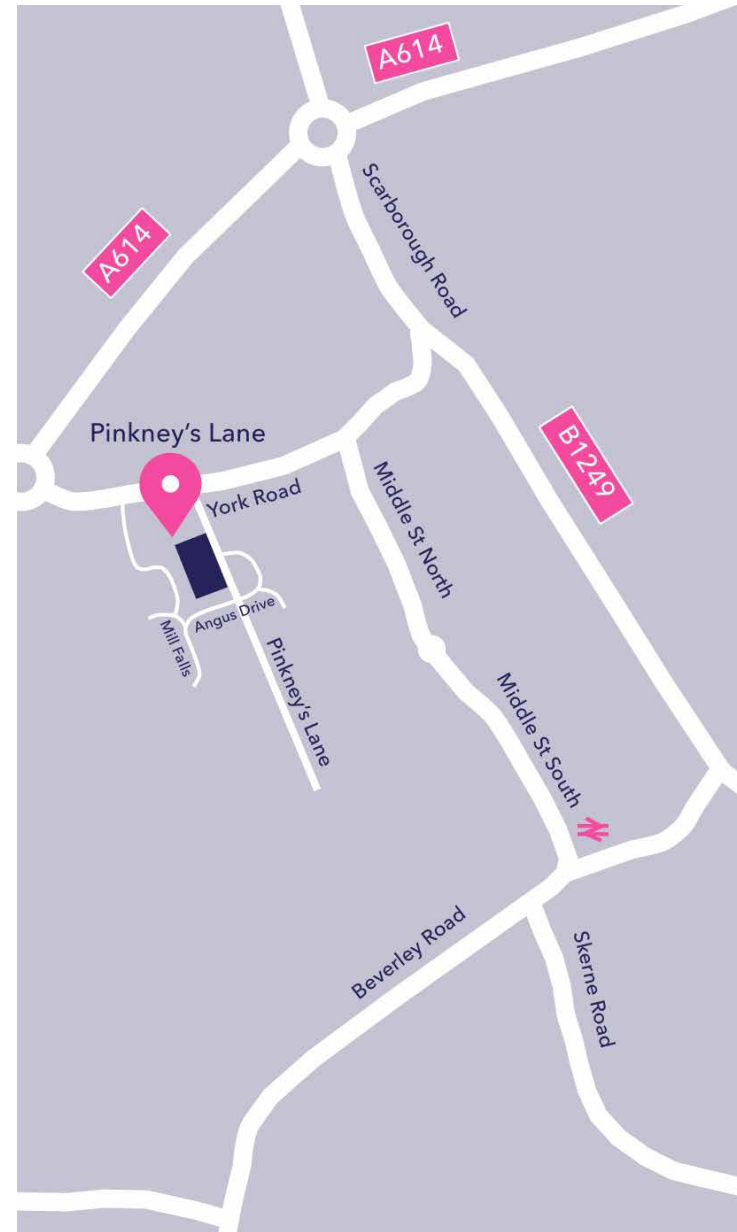 A614
Scarborough Road
A614
Pinkney’s Lane
B1249
York Road
Middle St North
Angus Drive
Mill Falls
Pinkney’s Lane
Middle St South
Beverley Road
Skerne Road